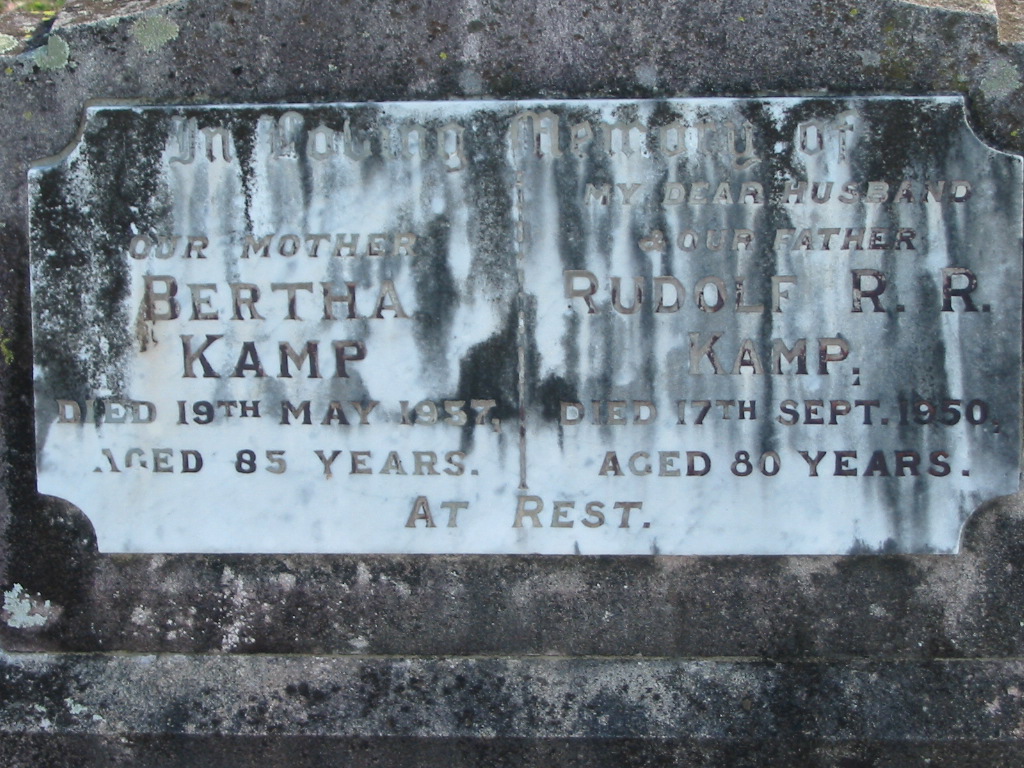 In Loving Memory of
OUR MOTHER
BERTHA
KAMP
DIED 19TH MAY 1957,
AGED 85 YEARS.
MY DEAR HUSBAND
& OUR FATHER
RUDOLF R. R.
KAMP,
DIED 17TH SEPT. 1950,
AGED 80 YEARS.
AT REST.